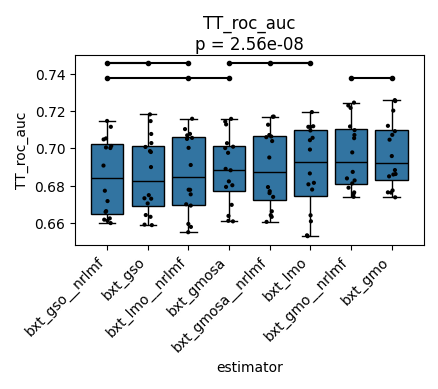 TT_roc_auc
p = 2.56e-08
TT_roc_auc
0.74
0.72
0.70
0.68
0.66
bxt_gso__nrlmf
bxt_gso
bxt_lmo__nrlmf
bxt_gmosa
bxt_gmosa__nrlmf
bxt_lmo
bxt_gmo__nrlmf
bxt_gmo
estimator